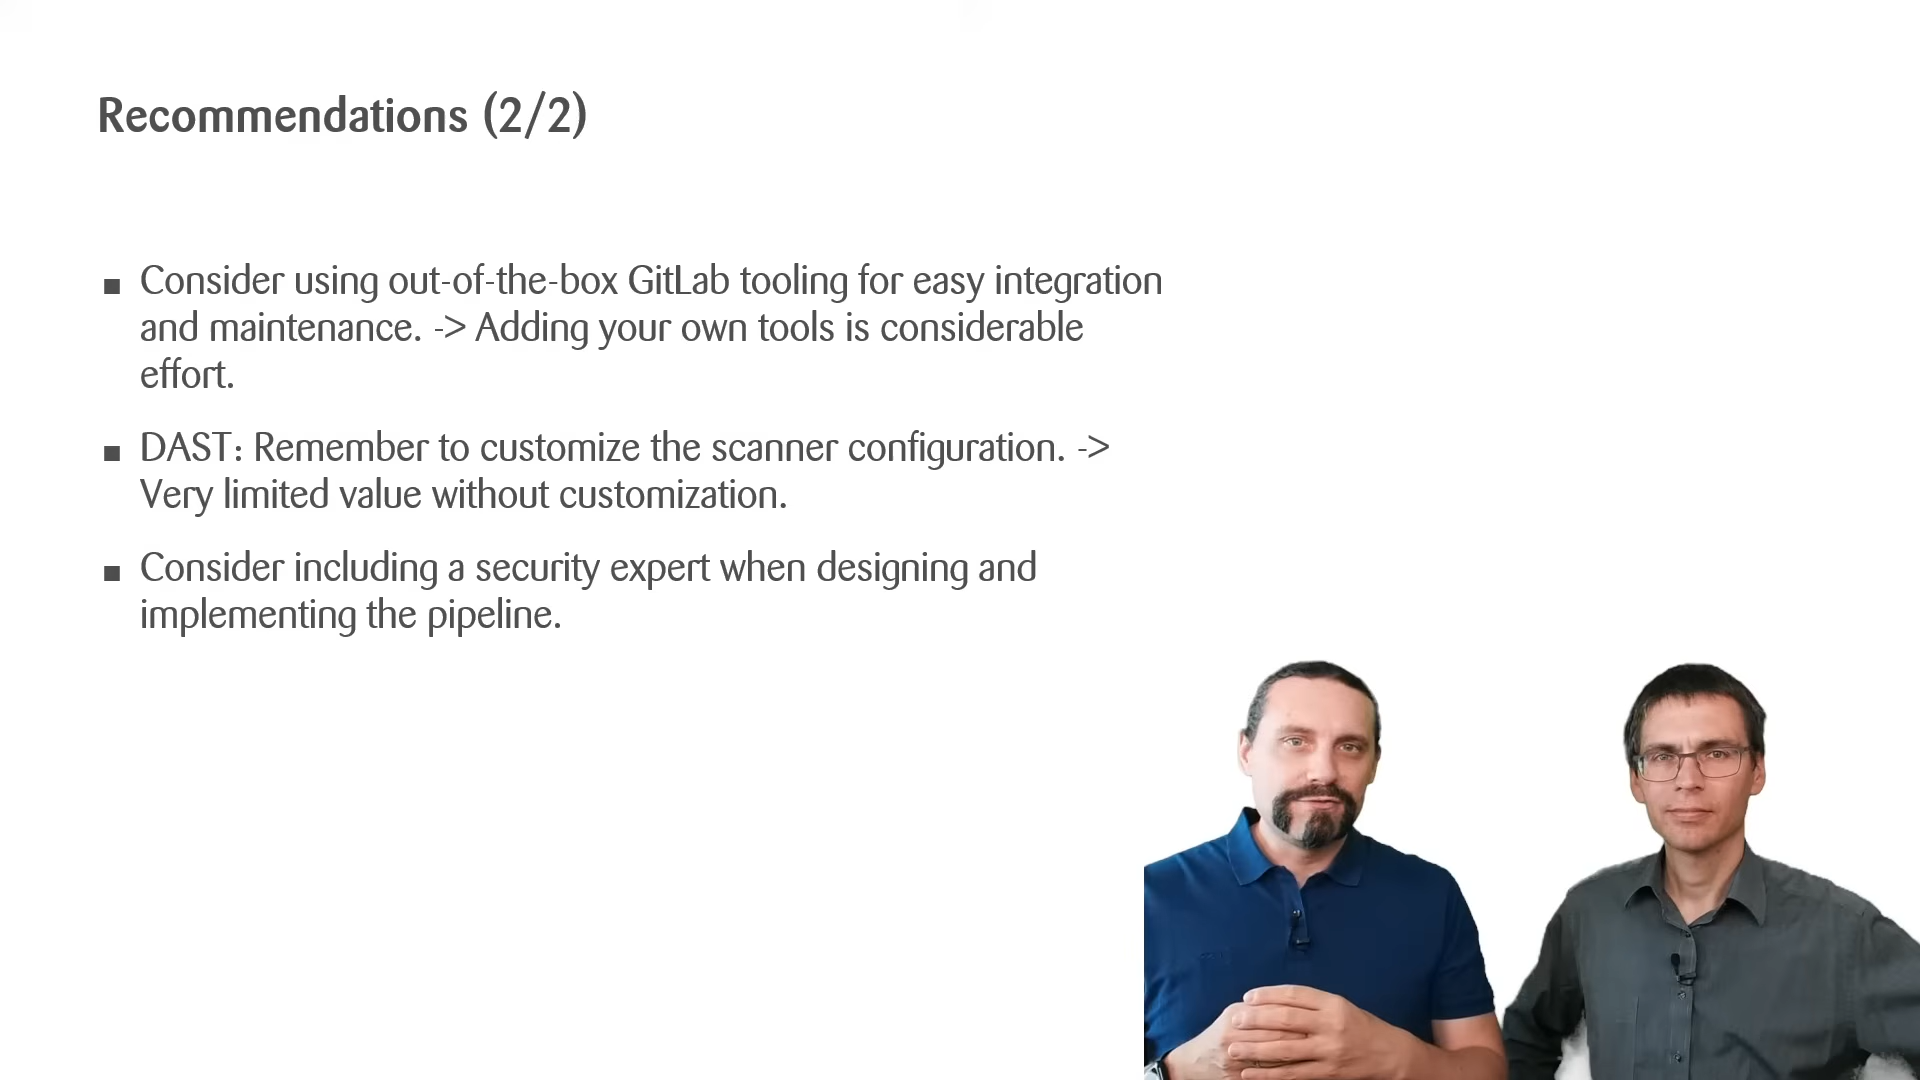 Recommendations (2/2)
■ Consider using out-of-the-box GitLab tooling for easy integration
and maintenance. -> Adding your own tools is considerable
effort.
■ DAST: Remember to customize the scanner configuration. ->
Very limited value without customization.
■ Consider including a security expert when designing and
implementing the pipeline.